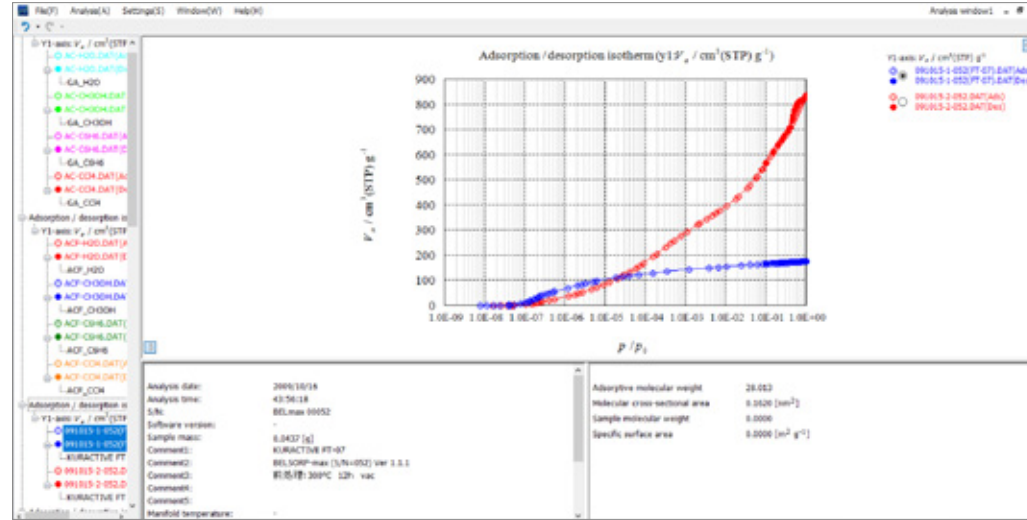 File(F) Analysis(A) Settings(S) Window(W) Help(H)
Analysis window1
Y1-axis: Va / cm³(STP
AC-H2O.DAT(A
AC-H2O.DAT(D
GA_H2O
AC-CH3OH.DAT
AC-CH3OH.DAT
GA_CH3OH
AC-C6H6.DAT(A
AC-C6H6.DAT(D
GA_C6H6
AC-CCl4.DAT(A
AC-CCl4.DAT(D
GA_CCl4
Adsorption / desorption is
Y1-axis: Va / cm³(STP
ACF-H2O.DAT(A
ACF-H2O.DAT(D
ACF_H2O
ACF-CH3OH.DA
ACF-CH3OH.DA
ACF_CH3OH
ACF-C6H6.DAT(
ACF-C6H6.DAT(
ACF_C6H6
ACF-CCl4.DAT(
ACF-CCl4.DAT(
ACF_CCl4
Adsorption / desorption is
Y1-axis: Va / cm³(STP
091015-1-052(F
091015-1-052(F
KURACTIVE FT
091015-2-052.D
091015-2-052.D
KURACTIVE FT
Adsorption / desorption isotherm (y1:Va / cm³(STP) g⁻¹)
Va / cm³(STP) g⁻¹
900
800
700
600
500
400
300
200
100
0
1.0E-09 1.0E-08 1.0E-07 1.0E-06 1.0E-05 1.0E-04 1.0E-03 1.0E-02 1.0E-01 1.0E+00
p /p0
Y1-axis: Va / cm³(STP) g⁻¹
091015-1-052(FT-07).DAT(Ads
091015-1-052(FT-07).DAT(Des
091015-2-052.DAT(Ads)
091015-2-052.DAT(Des)
Analysis date: 2009/10/16
Analysis time: 43:56:18
S/N: BELmax 00052
Software version: -
Sample mass: 0.0437 [g]
Comment1: KURACTIVE FT-07
Comment2: BELSORP-max (S/N=052) Ver 1.1.1
Comment3: 前処理:300℃ 12h vac
Comment4:
Comment5:
Manifold temperature: -
Adsorptive molecular weight 28.013
Molecular cross-sectional area 0.1620 [nm²]
Sample molecular weight 0.0000
Specific surface area 0.0000 [m² g⁻¹]